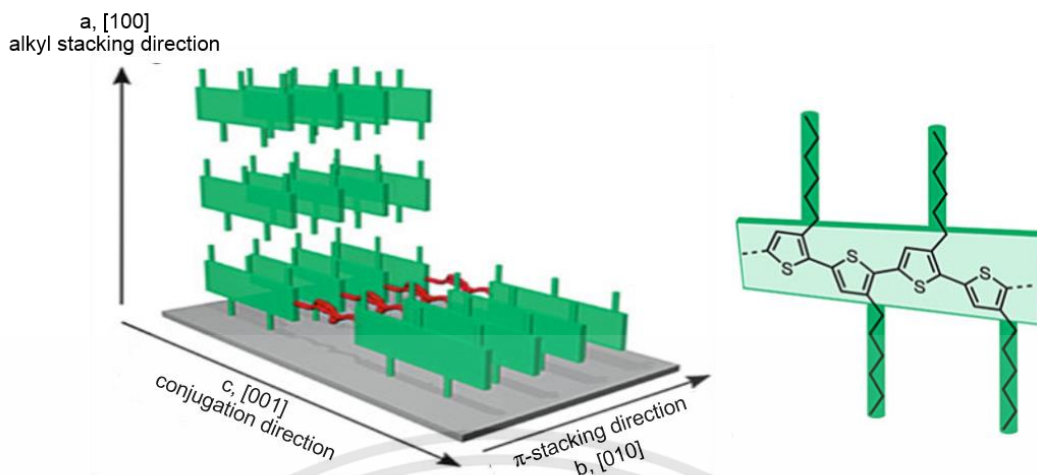 a, [100]
alkyl stacking direction
c, [001]
conjugation direction
π-stacking direction
b, [010]
S
S
S
S